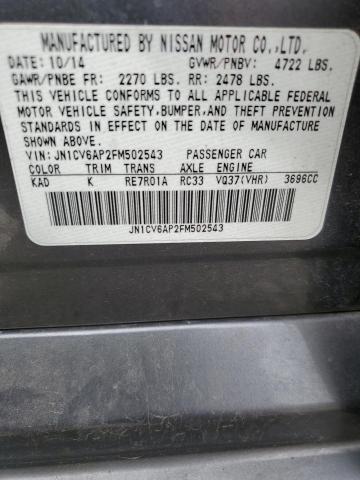 MANUFACTURED BY NISSAN MOTOR CO.,LTD.
DATE: 10/14 GVWR/PNBV: 4722 LBS.
GAWR/PNBE FR: 2270 LBS. RR: 2478 LBS.
THIS VEHICLE CONFORMS TO ALL APPLICABLE FEDERAL
MOTOR VEHICLE SAFETY, BUMPER, AND THEFT PREVENTION
STANDARDS IN EFFECT ON THE DATE OF MANUFACTURE
SHOWN ABOVE.
VIN: JN1CV6AP2FM502543 PASSENGER CAR
COLOR TRIM TRANS AXLE ENGINE
KAD K RE7R01A RC33 VQ37(VHR) 3696CC
JN1CV6AP2FM502543